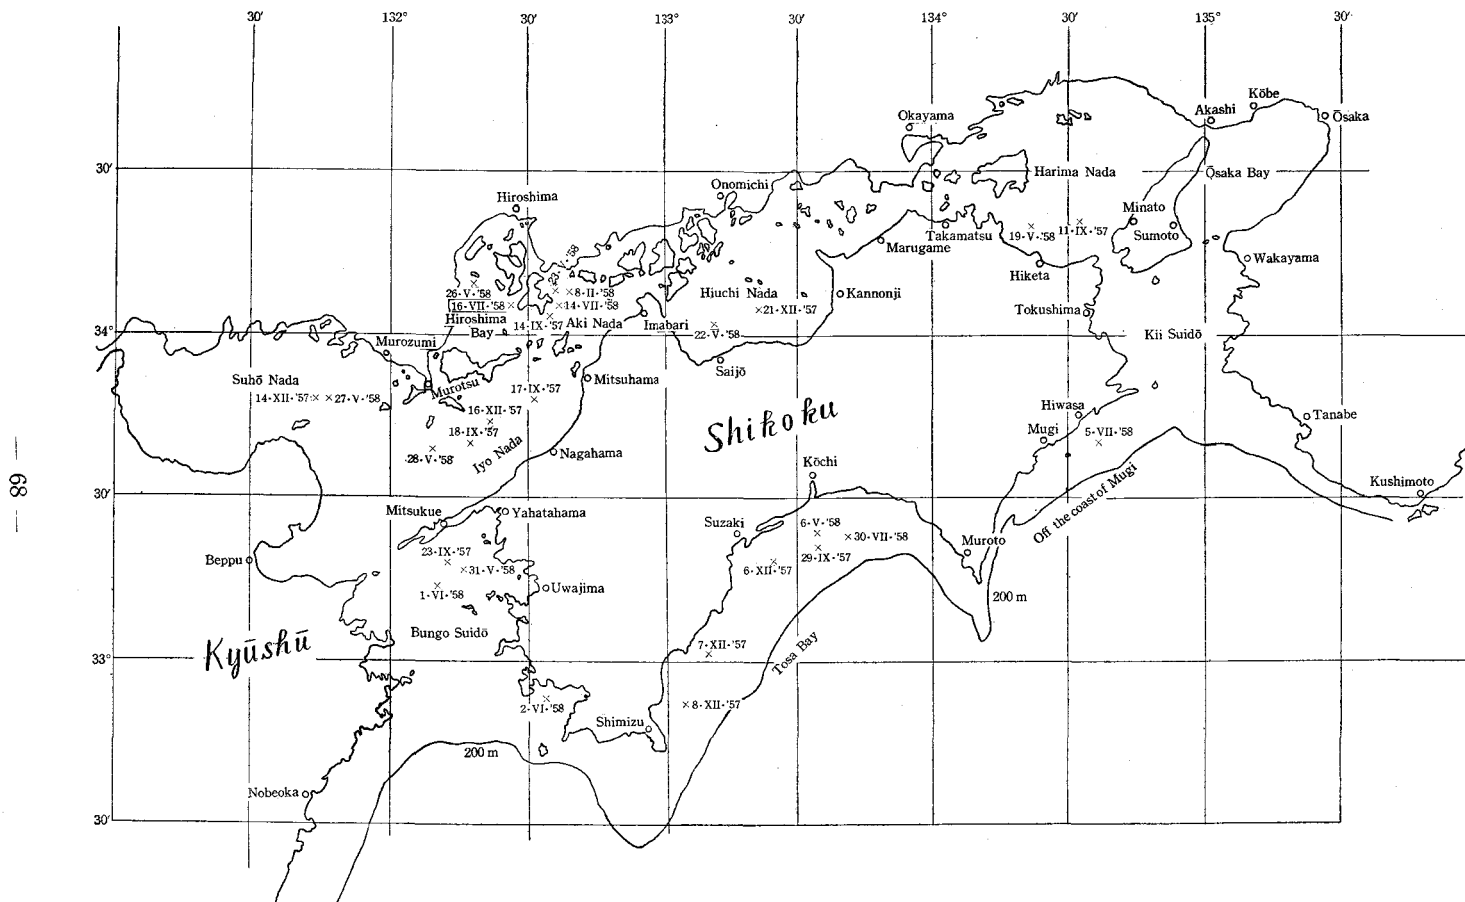 30′ 132° 30′ 133° 30′ 134° 30′ 135° 30′
Kōbe
Akashi
Okayama
Ōsaka
30′
Harima Nada
Ōsaka Bay
Onomichi
Hiroshima
Minato
Sumoto
Takamatsu
19·V·'58
11·IX·'57
Marugame
Wakayama
Hiketa
23·V·'58
26·V·'58
8·II·'58
16·VII·'58
14·VII·'58
Hiroshima
Bay
14·IX·'57
Aki Nada
Imabari
Hiuchi Nada
21·XII·'57
22·V·'58
Kannonji
Tokushima
Kii Suidō
34°
Murozumi
Saijō
Suhō Nada
Murotsu
Mitsuhama
14·XII·'57
27·V·'58
17·IX·'57
16·XII·'57
18·IX·'57
28·V·'58
Iyo Nada
Nagahama
Shikoku
Hiwasa
Mugi
5·VII·'58
Tanabe
Kōchi
Off the coast of Mugi
Kushimoto
— 68 —
30′
Mitsukue
Yahatahama
Suzaki
6·V·'58
30·VII·'58
29·IX·'57
6·XII·'57
Muroto
Beppu
23·IX·'57
31·V·'58
1·VI·'58
Uwajima
200 m
Bungo Suidō
Kyūshū
33°
7·XII·'57
Tosa Bay
2·VI·'58
8·XII·'57
Shimizu
200 m
Nobeoka
30′